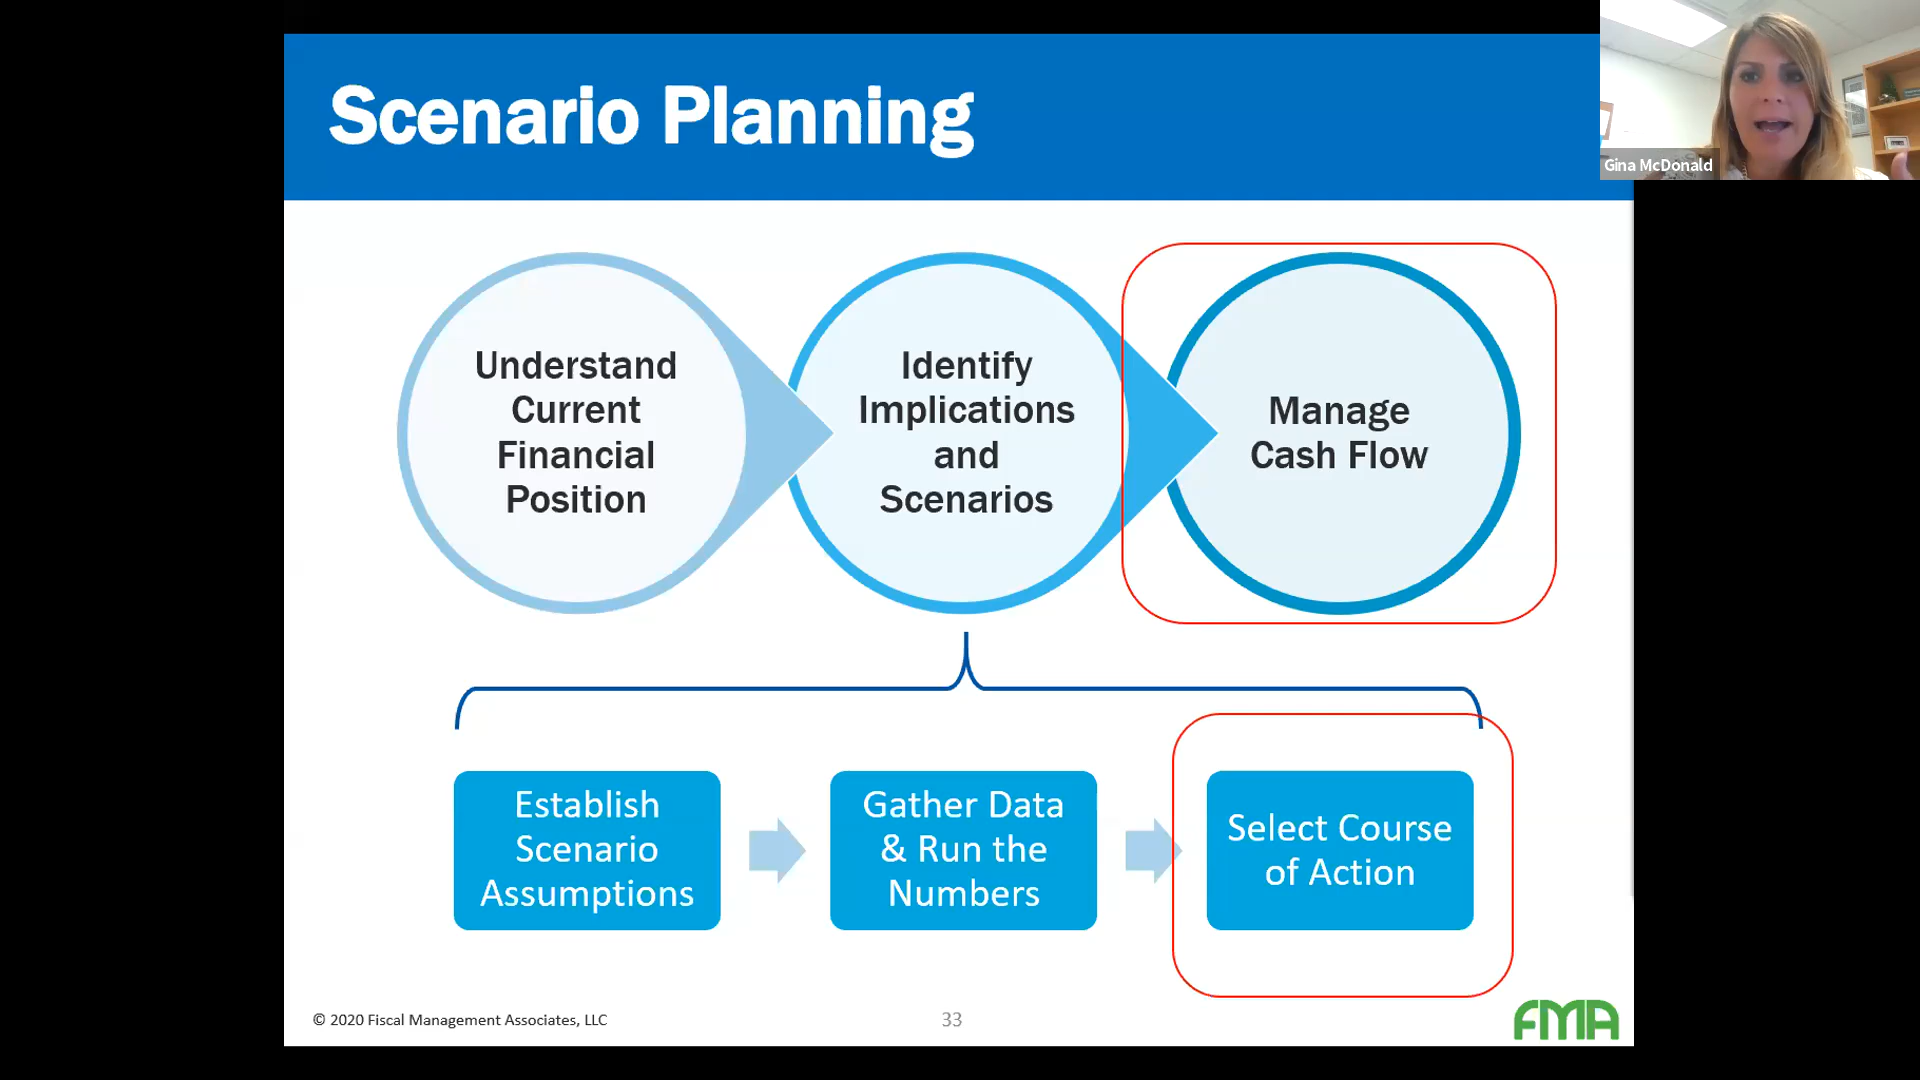 Scenario Planning
Gina McDonald
Understand
Current
Financial
Position
Identify
Implications
and
Scenarios
Manage
Cash Flow
Establish
Scenario
Assumptions
Gather Data
& Run the
Numbers
Select Course
of Action
© 2020 Fiscal Management Associates, LLC
33
FMA